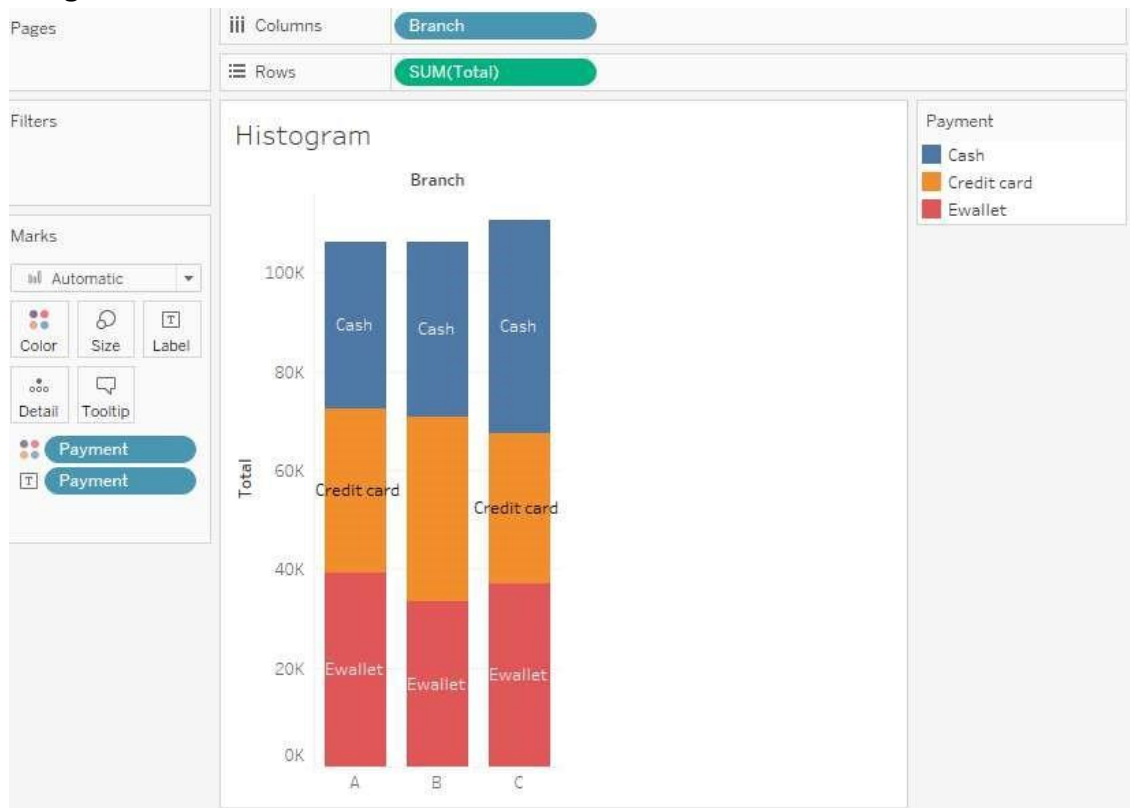 Pages
Columns
Branch
Rows
SUM(Total)
Filters
Marks
Automatic
Color
Size
Label
Detail
Tooltip
Payment
Payment
Histogram
Branch
Total
100K
80K
60K
40K
20K
0K
Cash
Cash
Cash
Credit card
Credit card
Ewallet
Ewallet
Ewallet
A
B
C
Payment
Cash
Credit card
Ewallet